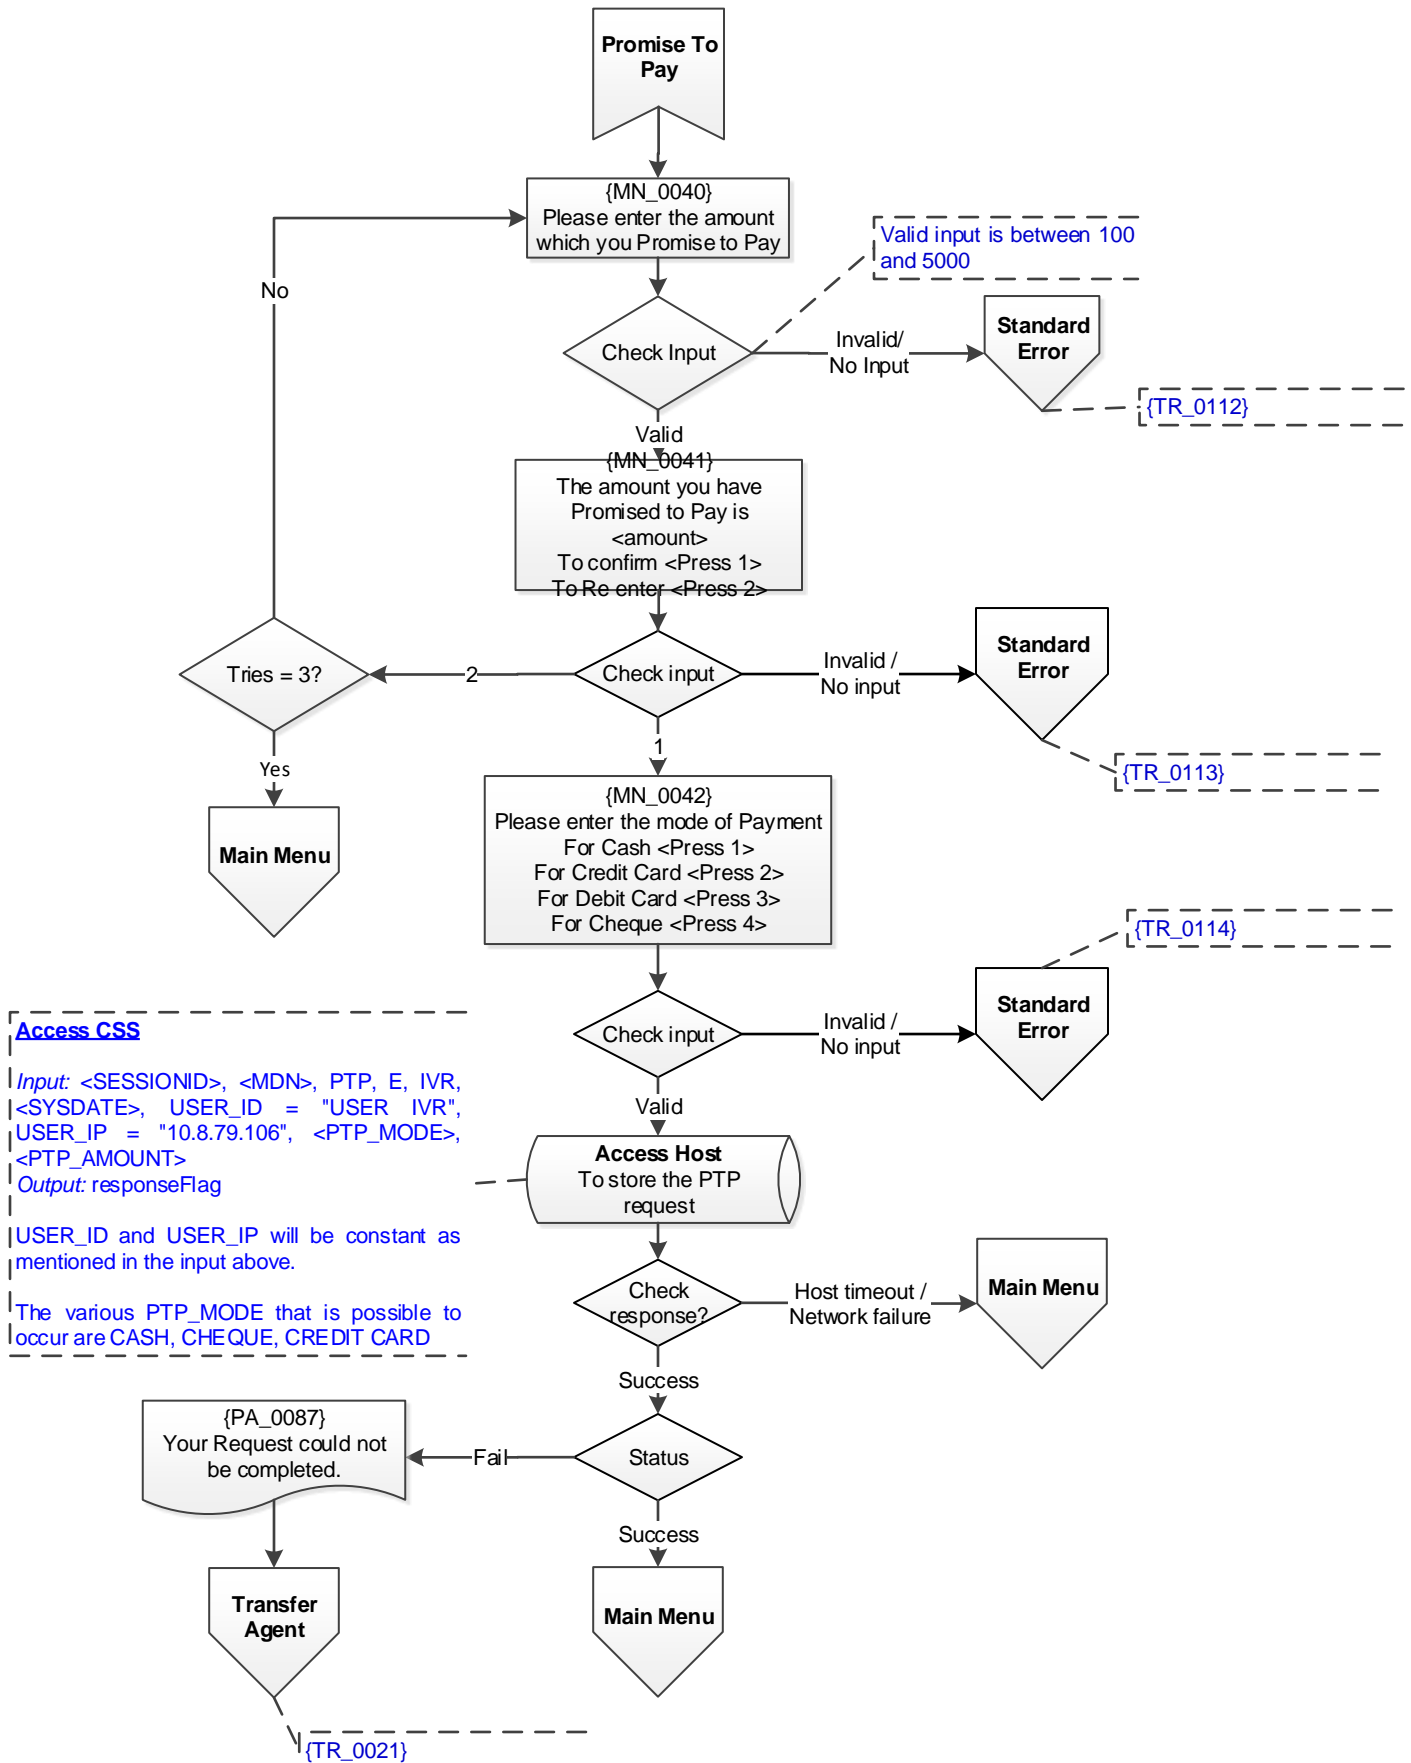 Promise To
Pay
{MN_0040}
Please enter the amount
which you Promise to Pay
Valid input is between 100
and 5000
No
Check Input
Invalid/
No Input
Standard
Error
{TR_0112}
Valid
{MN_0041}
The amount you have
Promised to Pay is
<amount>
To confirm <Press 1>
To Re enter <Press 2>
Tries = 3?
2
Check input
Invalid /
No input
Standard
Error
{TR_0113}
1
Yes
Main Menu
{MN_0042}
Please enter the mode of Payment
For Cash <Press 1>
For Credit Card <Press 2>
For Debit Card <Press 3>
For Cheque <Press 4>
{TR_0114}
Check input
Invalid /
No input
Standard
Error
Valid
Access CSS
Input: <SESSIONID>, <MDN>, PTP, E, IVR,
<SYSDATE>, USER_ID = "USER IVR",
USER_IP = "10.8.79.106", <PTP_MODE>,
<PTP_AMOUNT>
Output: responseFlag
USER_ID and USER_IP will be constant as
mentioned in the input above.
The various PTP_MODE that is possible to
occur are CASH, CHEQUE, CREDIT CARD
Access Host
To store the PTP
request
Check
response?
Host timeout /
Network failure
Main Menu
Success
{PA_0087}
Your Request could not
be completed.
Fail
Status
Success
Transfer
Agent
Main Menu
{TR_0021}